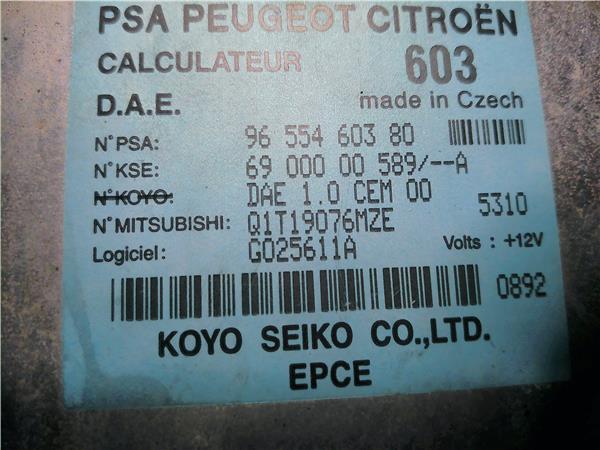 PSA PEUGEOT CITROËN
CALCULATEUR 603
D.A.E. made in Czech
N°PSA: 96 554 603 80
N°KSE: 69 000 00 589/--A
N°KOYO: DAE 1.0 CEM 00
5310
N°MITSUBISHI: Q1T19076MZE
Logiciel: G025611A Volts : +12V
0892
KOYO SEIKO CO.,LTD.
EPCE